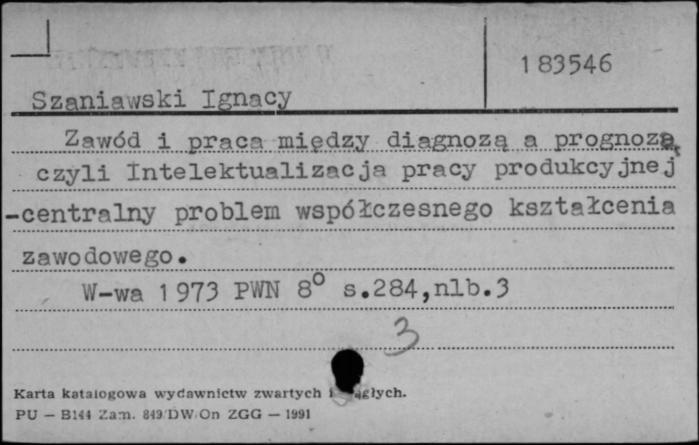 183546
Szaniawski Ignacy
Zawód i praca między diagnozą a prognozą
czyli Intelektualizacja pracy produkcyjnej
-centralny problem współczesnego kształcenia
zawodowego.
W-wa 1973 PWN 8° s.284,nlb.3
3
Karta katalogowa wydawnictw zwartych i
PU — B144 Zam. 849/DW/On ZGG — 1991